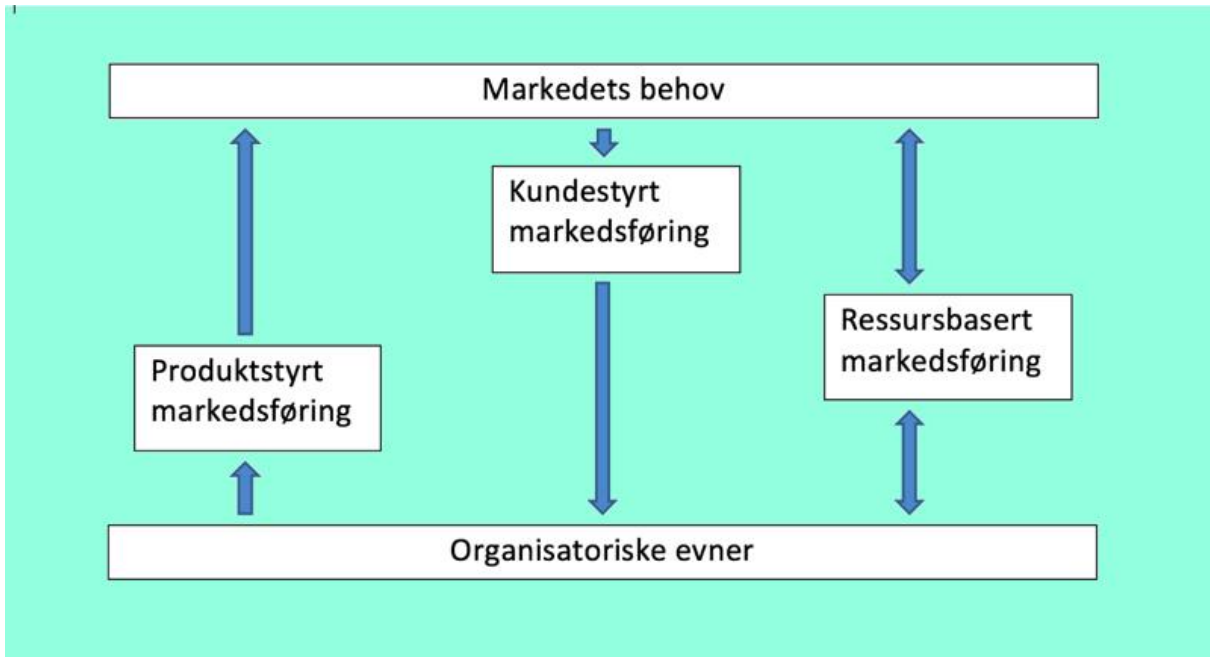 Markedets behov
Kundestyrt
markedsføring
Ressursbasert
markedsføring
Produktstyrt
markedsføring
Organisatoriske evner